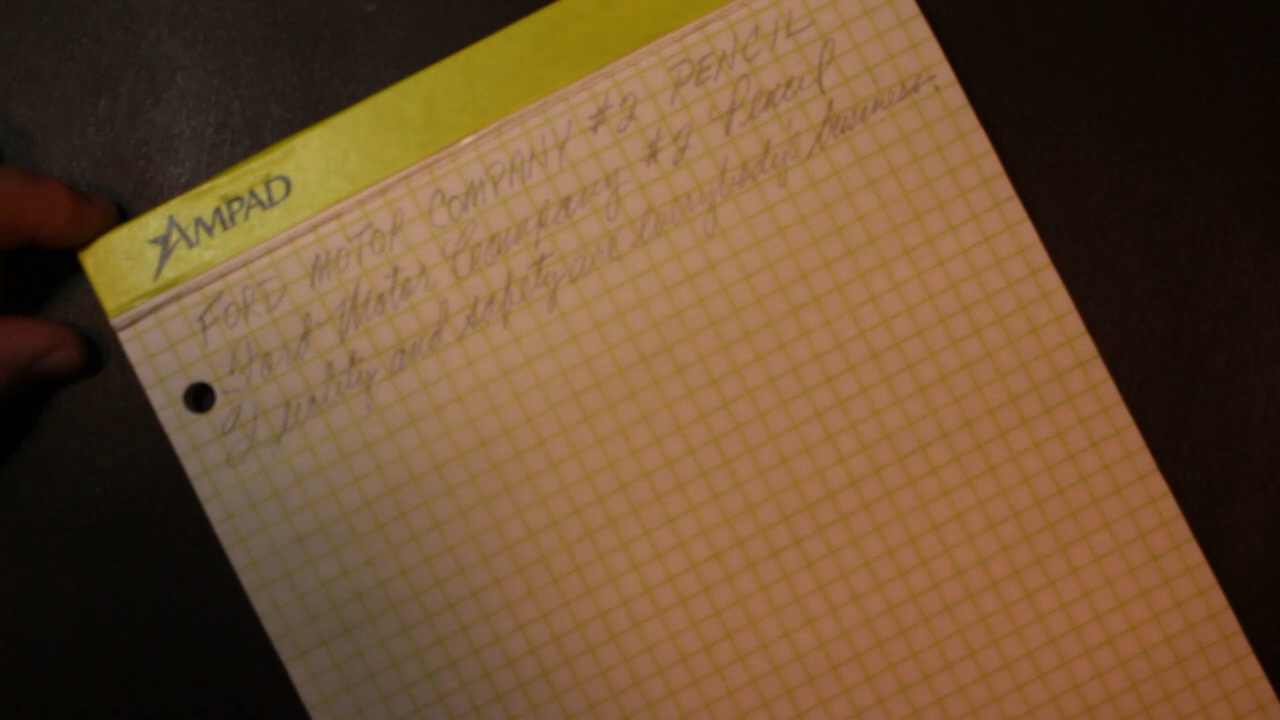 AMPAD
FORD MOTOR COMPANY #2 PENCIL
Ford Motor Company #2 Pencil
Quality and safety are everybody's business.